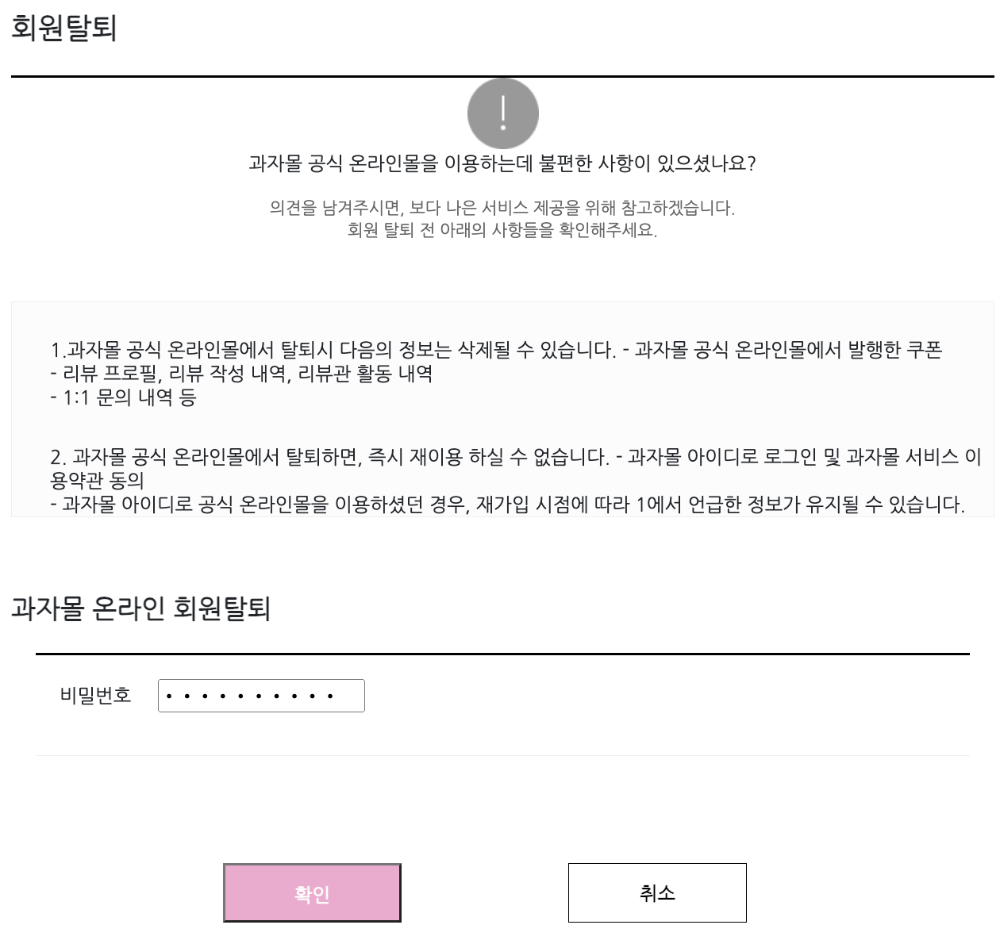 회원탈퇴
!
과자몰 공식 온라인몰을 이용하는데 불편한 사항이 있으셨나요?
의견을 남겨주시면, 보다 나은 서비스 제공을 위해 참고하겠습니다.
회원 탈퇴 전 아래의 사항들을 확인해주세요.
1.과자몰 공식 온라인몰에서 탈퇴시 다음의 정보는 삭제될 수 있습니다. - 과자몰 공식 온라인몰에서 발행한 쿠폰
- 리뷰 프로필, 리뷰 작성 내역, 리뷰관 활동 내역
- 1:1 문의 내역 등
2. 과자몰 공식 온라인몰에서 탈퇴하면, 즉시 재이용 하실 수 없습니다. - 과자몰 아이디로 로그인 및 과자몰 서비스 이
용약관 동의
- 과자몰 아이디로 공식 온라인몰을 이용하셨던 경우, 재가입 시점에 따라 1에서 언급한 정보가 유지될 수 있습니다.
과자몰 온라인 회원탈퇴
비밀번호 ••••••••••
확인 취소